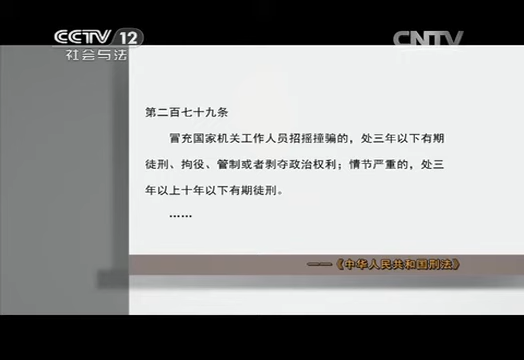 CCTV 12
社会与法
CNTV
第二百七十九条
冒充国家机关工作人员招摇撞骗的，处三年以下有期
徒刑、拘役、管制或者剥夺政治权利；情节严重的，处三
年以上十年以下有期徒刑。
……
——《中华人民共和国刑法》